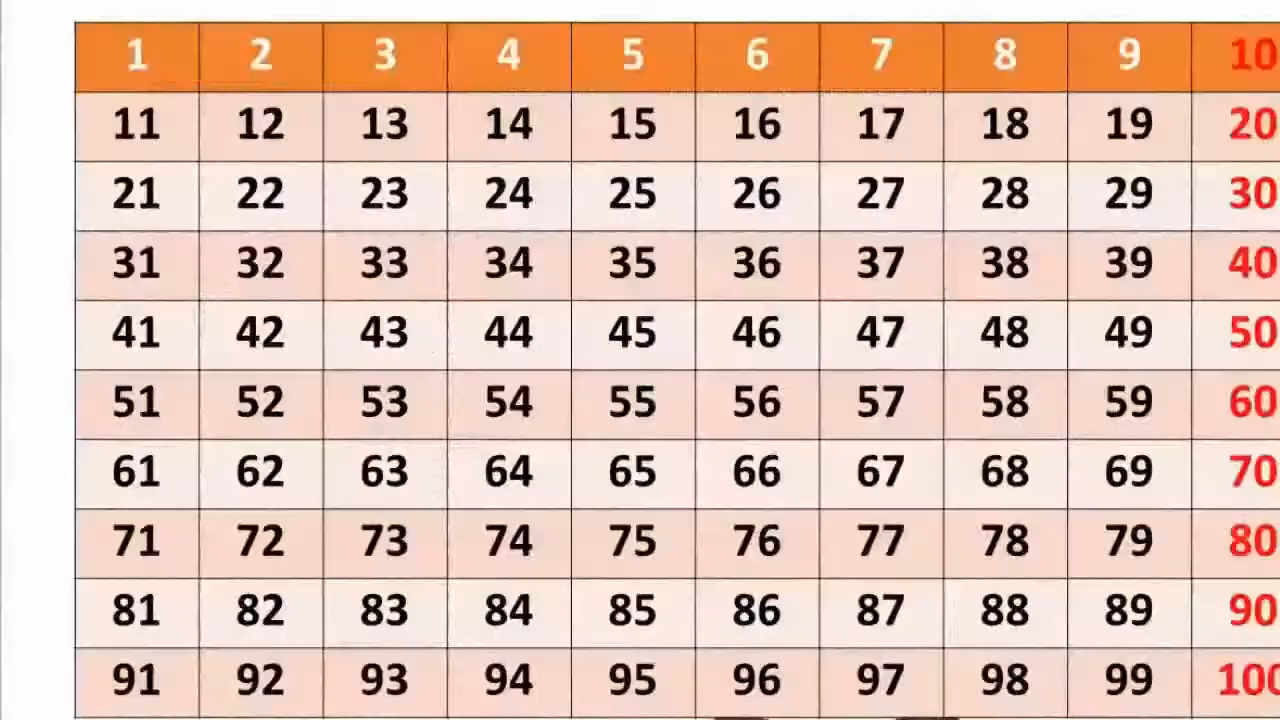 1 2 3 4 5 6 7 8 9 10
11 12 13 14 15 16 17 18 19 20
21 22 23 24 25 26 27 28 29 30
31 32 33 34 35 36 37 38 39 40
41 42 43 44 45 46 47 48 49 50
51 52 53 54 55 56 57 58 59 60
61 62 63 64 65 66 67 68 69 70
71 72 73 74 75 76 77 78 79 80
81 82 83 84 85 86 87 88 89 90
91 92 93 94 95 96 97 98 99 100